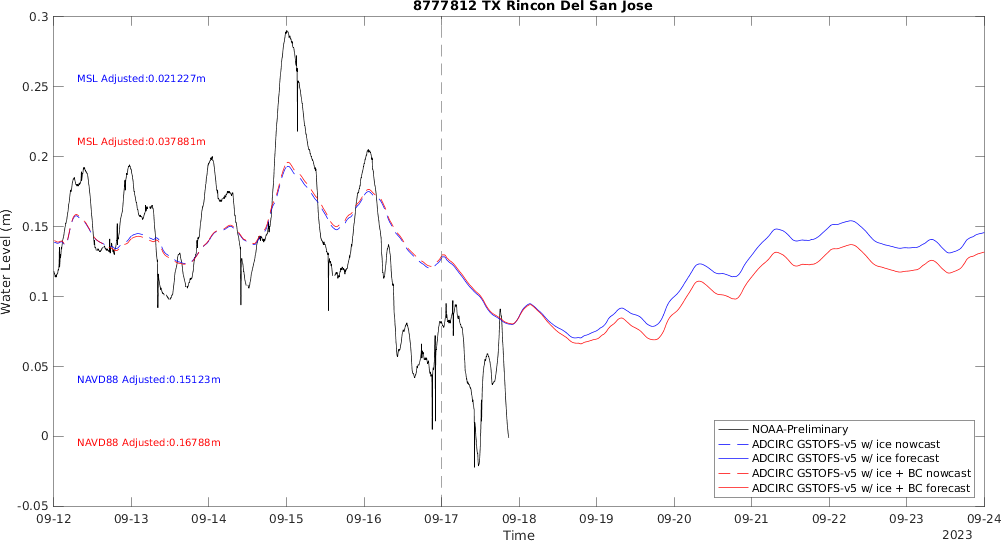 8777812 TX Rincon Del San Jose
0.3
0.25
0.2
0.15
0.1
0.05
0
-0.05
Water Level (m)
MSL Adjusted:0.021227m
MSL Adjusted:0.037881m
NAVD88 Adjusted:0.15123m
NAVD88 Adjusted:0.16788m
NOAA-Preliminary
ADCIRC GSTOFS-v5 w/ ice nowcast
ADCIRC GSTOFS-v5 w/ ice forecast
ADCIRC GSTOFS-v5 w/ ice + BC nowcast
ADCIRC GSTOFS-v5 w/ ice + BC forecast
09-12 09-13 09-14 09-15 09-16 09-17 09-18 09-19 09-20 09-21 09-22 09-23 09-24
Time
2023